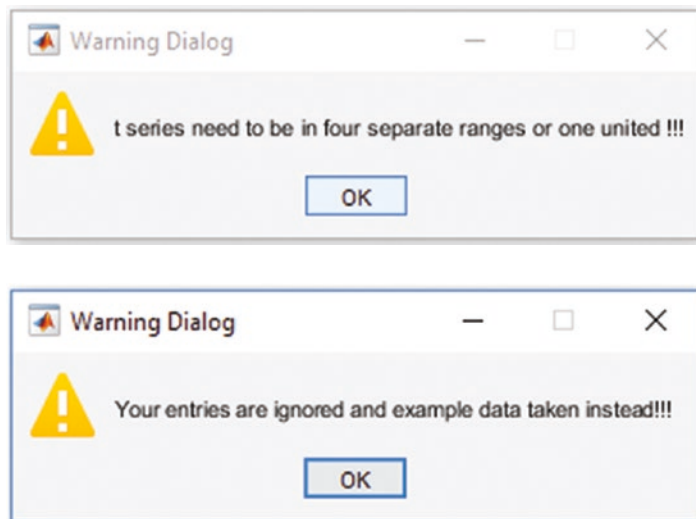 Warning Dialog
t series need to be in four separate ranges or one united !!!
OK
Warning Dialog
Your entries are ignored and example data taken instead!!!
OK